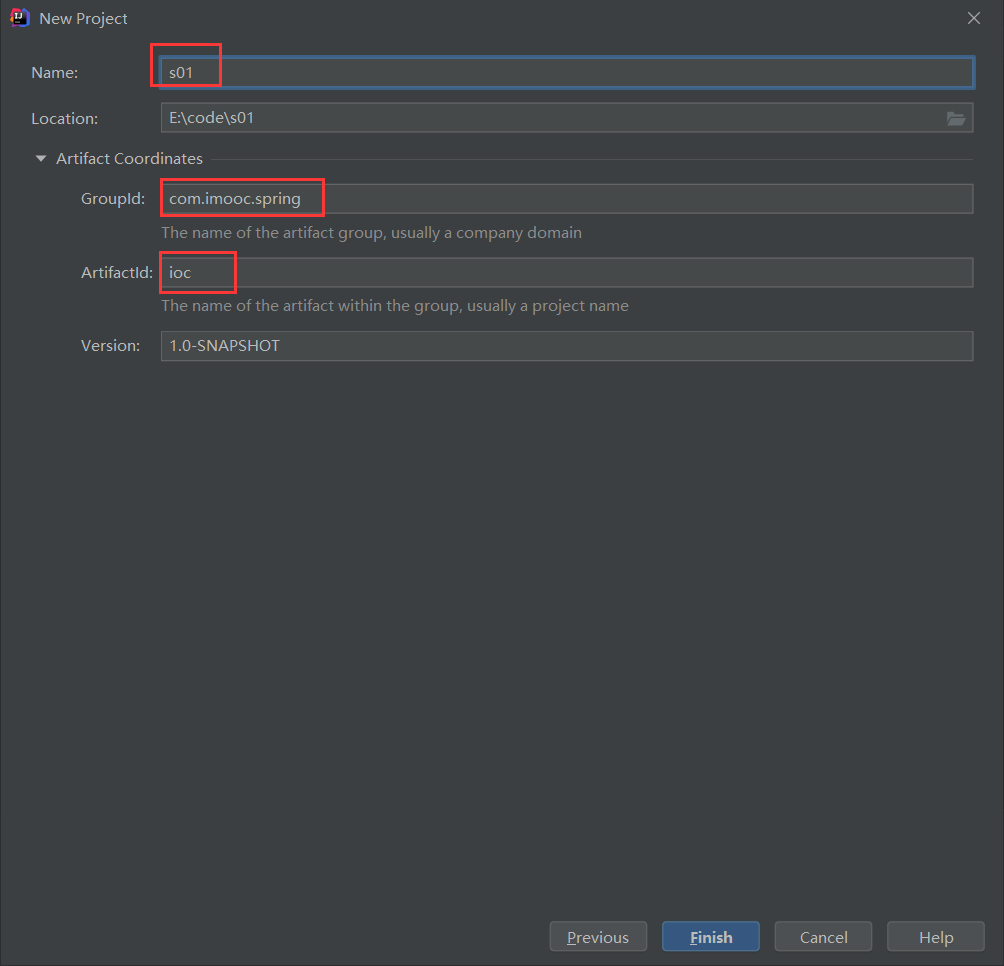 New Project
Name: s01
Location: E:\code\s01
Artifact Coordinates
GroupId: com.imooc.spring
The name of the artifact group, usually a company domain
ArtifactId: ioc
The name of the artifact within the group, usually a project name
Version: 1.0-SNAPSHOT
Previous Finish Cancel Help